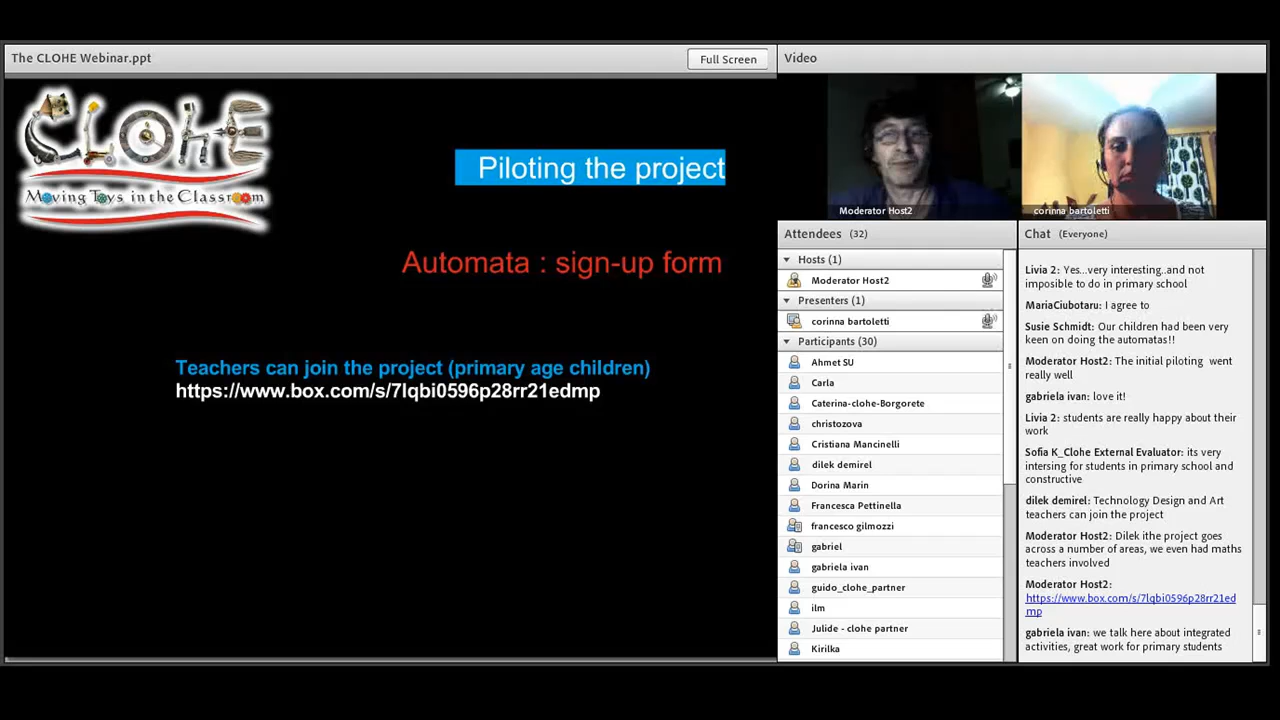 The CLOHE Webinar.ppt
Full Screen
CLOHE
Moving Toys in the Classroom
Piloting the project
Automata : sign-up form
Teachers can join the project (primary age children)
https://www.box.com/s/7lqbi0596p28rr21edmp
Video
Moderator Host2
corinna bartoletti
Attendees (32)
Hosts (1)
Moderator Host2
Presenters (1)
corinna bartoletti
Participants (30)
Ahmet SU
Carla
Caterina-clohe-Borgorete
christozova
Cristiana Mancinelli
dilek demirel
Dorina Marin
Francesca Pettinella
francesco gilmozzi
gabriel
gabriela ivan
guido_clohe_partner
ilm
Julide - clohe partner
Kirilka
Chat (Everyone)
Livia 2: Yes...very interesting..and not
imposible to do in primary school
MariaCiubotaru: I agree to
Susie Schmidt: Our children had been very
keen on doing the automatas!!
Moderator Host2: The initial piloting went
really well
gabriela ivan: love it!
Livia 2: students are really happy about their
work
Sofia K_Clohe External Evaluator: its very
intersing for students in primary school and
constructive
dilek demirel: Technology Design and Art
teachers can join the project
Moderator Host2: Dilek ithe project goes
across a number of areas, we even had maths
teachers involved
Moderator Host2:
https://www.box.com/s/7lqbi0596p28rr21ed
mp
gabriela ivan: we talk here about integrated
activities, great work for primary students